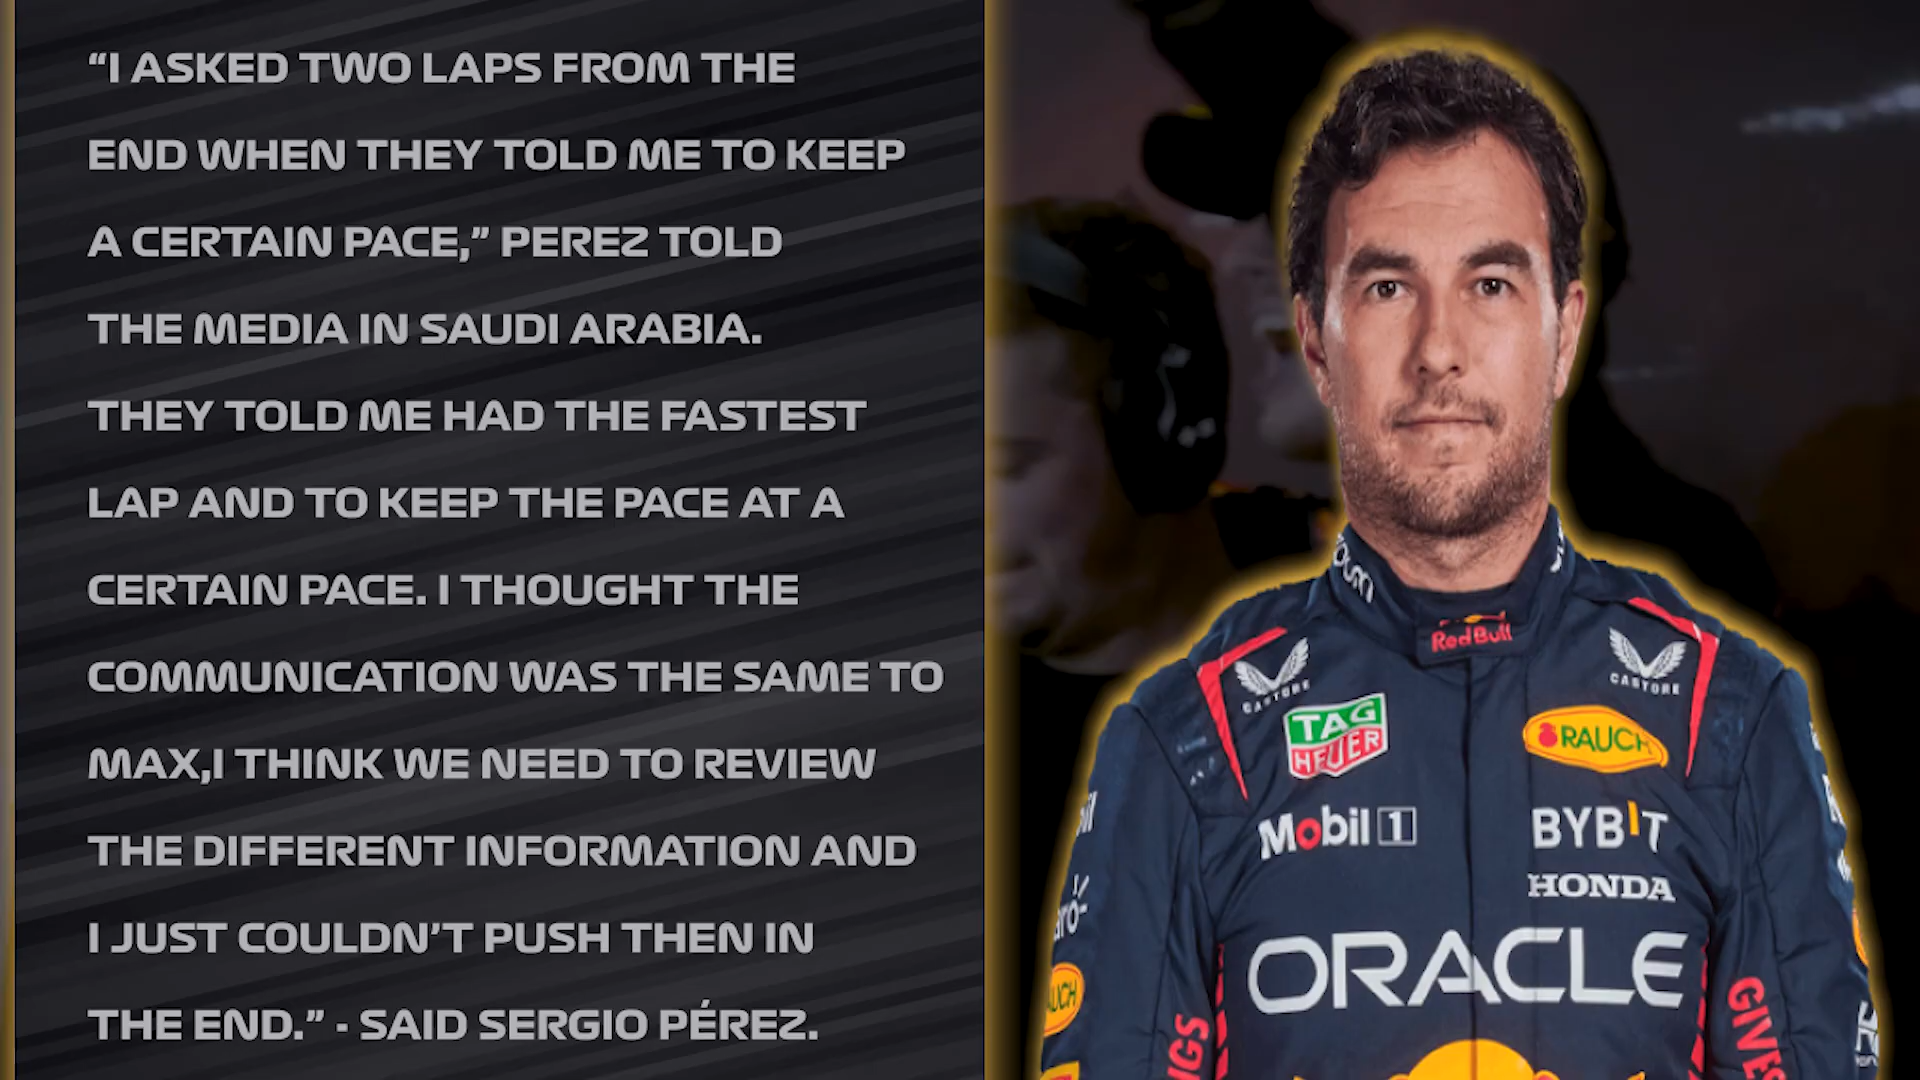 “I ASKED TWO LAPS FROM THE
END WHEN THEY TOLD ME TO KEEP
A CERTAIN PACE,” PEREZ TOLD
THE MEDIA IN SAUDI ARABIA.
THEY TOLD ME HAD THE FASTEST
LAP AND TO KEEP THE PACE AT A
CERTAIN PACE. I THOUGHT THE
COMMUNICATION WAS THE SAME TO
MAX,I THINK WE NEED TO REVIEW
THE DIFFERENT INFORMATION AND
I JUST COULDN’T PUSH THEN IN
THE END.” - SAID SERGIO PÉREZ.
Red Bull
CASTORE
CASTORE
TAG
HEUER
RAUCH
Mobil 1
BYBIT
HONDA
ORACLE
UCH
NGS
GIVES